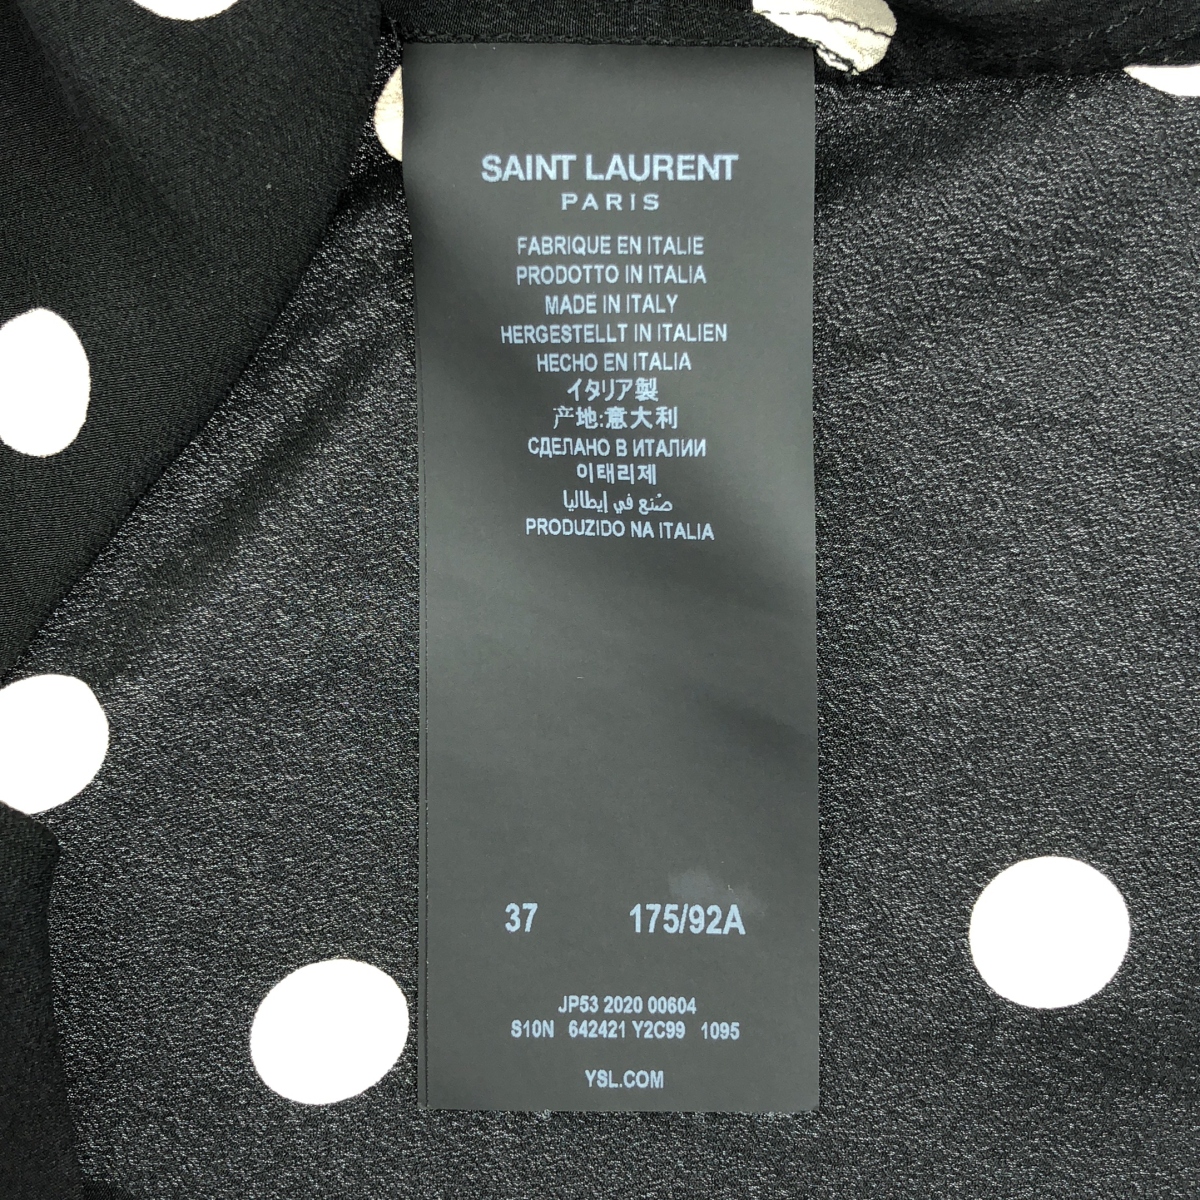 SAINT LAURENT
PARIS
FABRIQUE EN ITALIE
PRODOTTO IN ITALIA
MADE IN ITALY
HERGESTELLT IN ITALIEN
HECHO EN ITALIA
イタリア製
产地:意大利
СДЕЛАНО В ИТАЛИИ
이태리제
صُنع في إيطاليا
PRODUZIDO NA ITALIA
37 175/92A
JP53 2020 00604
S10N 642421 Y2C99 1095
YSL.COM